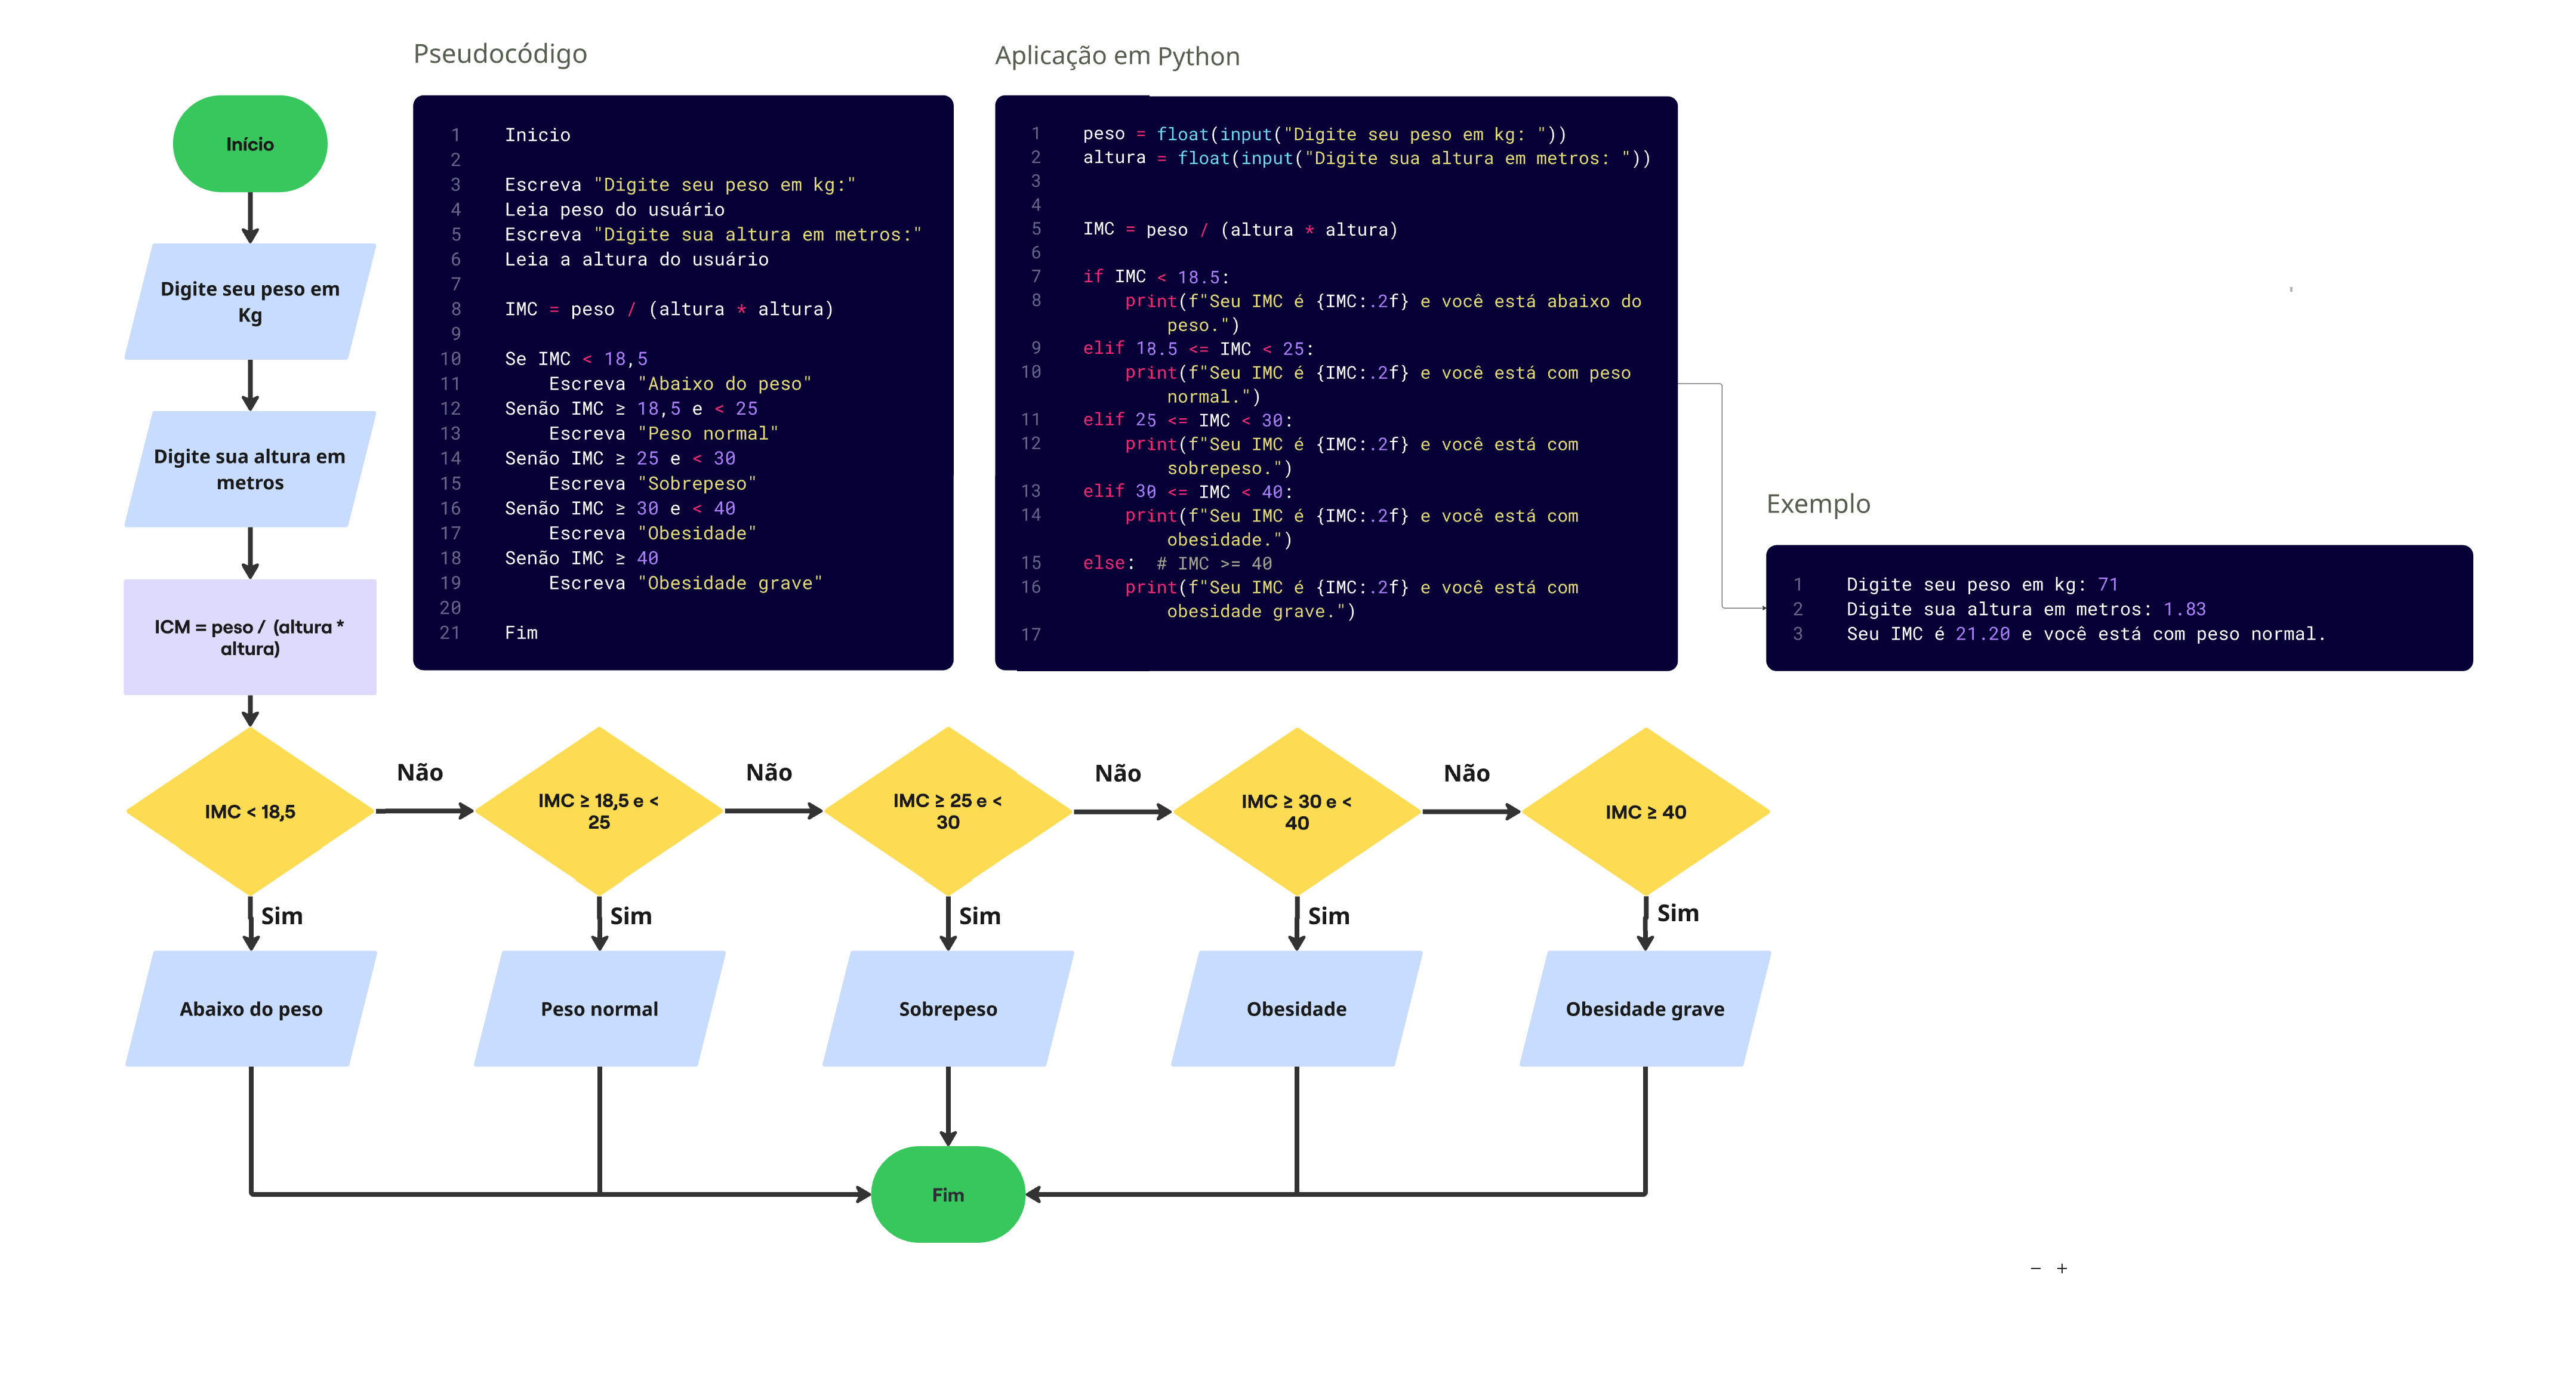 Pseudocódigo
Aplicação em Python
Início
Digite seu peso em
Kg
Digite sua altura em
metros
ICM = peso / (altura *
altura)
1 Inicio
2
3 Escreva "Digite seu peso em kg:"
4 Leia peso do usuário
5 Escreva "Digite sua altura em metros:"
6 Leia a altura do usuário
7
8 IMC = peso / (altura * altura)
9
10 Se IMC < 18,5
11 Escreva "Abaixo do peso"
12 Senão IMC ≥ 18,5 e < 25
13 Escreva "Peso normal"
14 Senão IMC ≥ 25 e < 30
15 Escreva "Sobrepeso"
16 Senão IMC ≥ 30 e < 40
17 Escreva "Obesidade"
18 Senão IMC ≥ 40
19 Escreva "Obesidade grave"
20
21 Fim
1 peso = float(input("Digite seu peso em kg: "))
2 altura = float(input("Digite sua altura em metros: "))
3
4
5 IMC = peso / (altura * altura)
6
7 if IMC < 18.5:
8 print(f"Seu IMC é {IMC:.2f} e você está abaixo do
peso.")
9 elif 18.5 <= IMC < 25:
10 print(f"Seu IMC é {IMC:.2f} e você está com peso
normal.")
11 elif 25 <= IMC < 30:
12 print(f"Seu IMC é {IMC:.2f} e você está com
sobrepeso.")
13 elif 30 <= IMC < 40:
14 print(f"Seu IMC é {IMC:.2f} e você está com
obesidade.")
15 else: # IMC >= 40
16 print(f"Seu IMC é {IMC:.2f} e você está com
obesidade grave.")
17
Exemplo
1 Digite seu peso em kg: 71
2 Digite sua altura em metros: 1.83
3 Seu IMC é 21.20 e você está com peso normal.
IMC < 18,5
Não
IMC ≥ 18,5 e <
25
Não
IMC ≥ 25 e <
30
Não
IMC ≥ 30 e <
40
Não
IMC ≥ 40
Sim
Sim
Sim
Sim
Sim
Abaixo do peso
Peso normal
Sobrepeso
Obesidade
Obesidade grave
Fim
− +